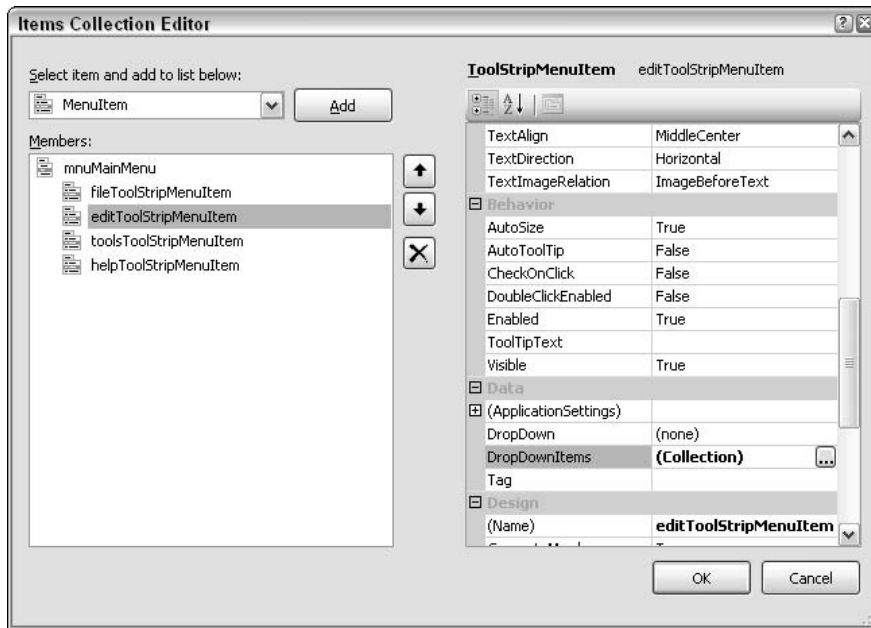 Items Collection Editor
Select item and add to list below:
MenuItem
Add
Members:
mnuMainMenu
fileToolStripMenuItem
editToolStripMenuItem
toolsToolStripMenuItem
helpToolStripMenuItem
ToolStripMenuItem editToolStripMenuItem
TextAlign MiddleCenter
TextDirection Horizontal
TextImageRelation ImageBeforeText
Behavior
AutoSize True
AutoToolTip False
CheckOnClick False
DoubleClickEnabled False
Enabled True
ToolTipText
Visible True
Data
(ApplicationSettings)
DropDown (none)
DropDownItems (Collection) ...
Tag
Design
(Name) editToolStripMenuItem
OK Cancel